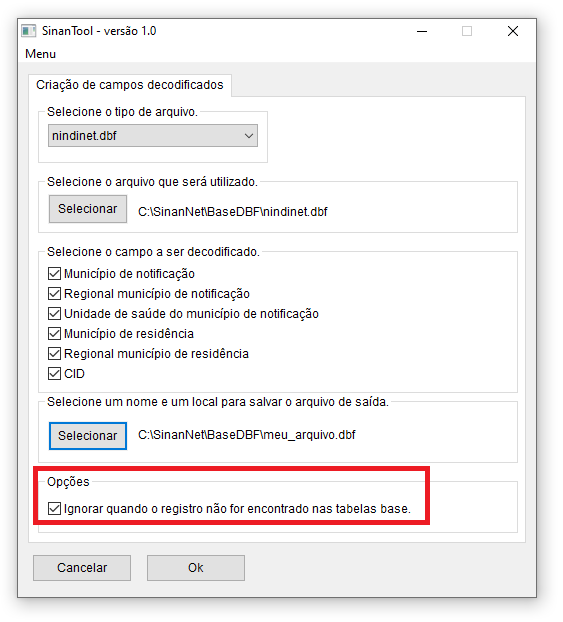 SinanTool - versão 1.0
Menu
Criação de campos decodificados
Selecione o tipo de arquivo.
nindinet.dbf
Selecione o arquivo que será utilizado.
Selecionar C:\SinanNet\BaseDBF\nindinet.dbf
Selecione o campo a ser decodificado.
Município de notificação
Regional município de notificação
Unidade de saúde do município de notificação
Município de residência
Regional município de residência
CID
Selecione um nome e um local para salvar o arquivo de saída.
Selecionar C:\SinanNet\BaseDBF\meu_arquivo.dbf
Opções
Ignorar quando o registro não for encontrado nas tabelas base.
Cancelar Ok